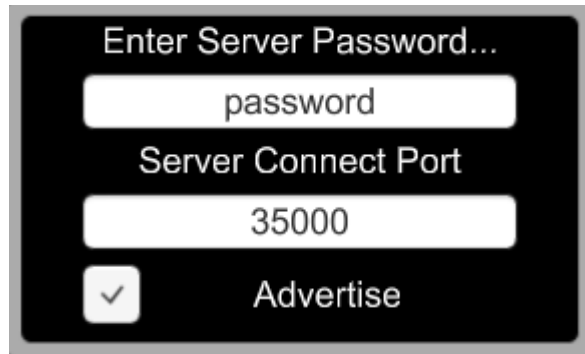 Enter Server Password...
password
Server Connect Port
35000
Advertise